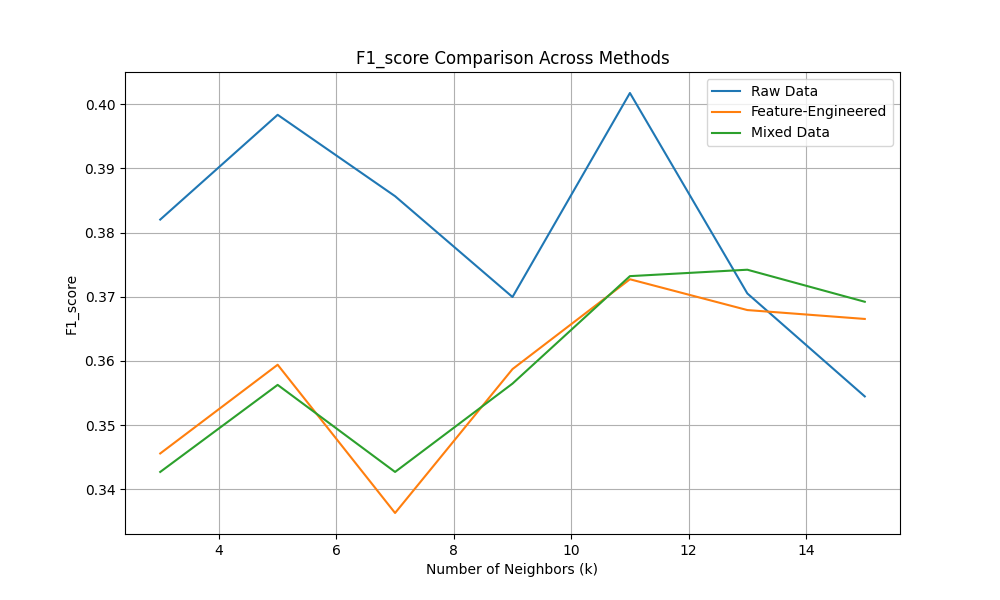 F1_score Comparison Across Methods
Raw Data
Feature-Engineered
Mixed Data
0.40
0.39
0.38
0.37
0.36
0.35
0.34
F1_score
4 6 8 10 12 14
Number of Neighbors (k)